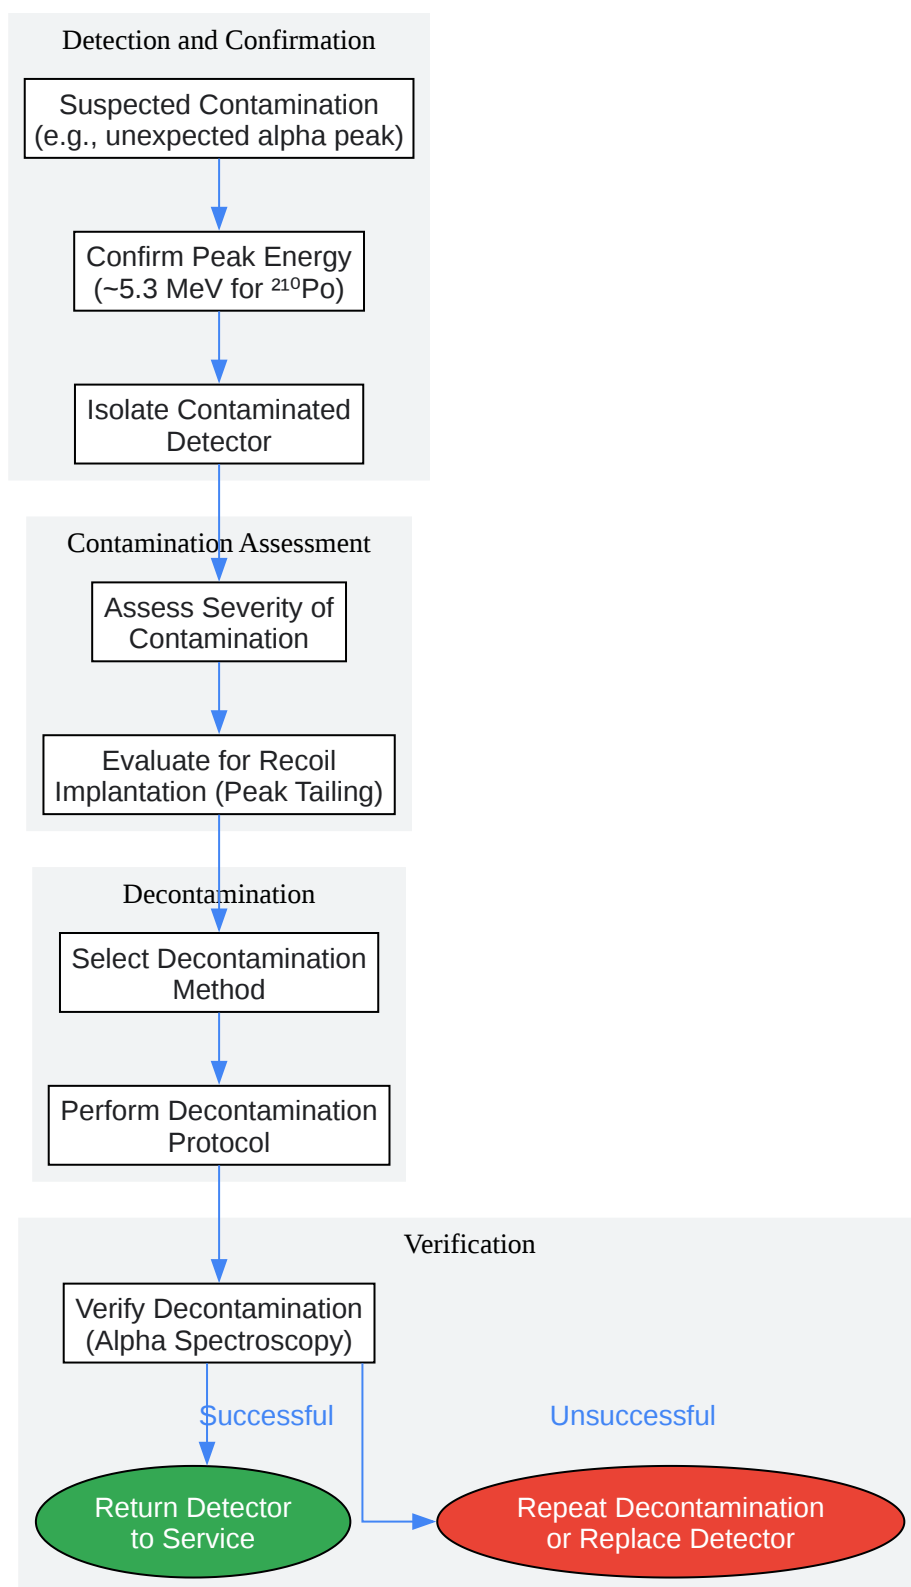 Detection and Confirmation
Suspected Contamination
(e.g., unexpected alpha peak)
Confirm Peak Energy
(~5.3 MeV for ²¹⁰Po)
Isolate Contaminated
Detector
Contamination Assessment
Assess Severity of
Contamination
Evaluate for Recoil
Implantation (Peak Tailing)
Decontamination
Select Decontamination
Method
Perform Decontamination
Protocol
Verification
Verify Decontamination
(Alpha Spectroscopy)
Successful
Unsuccessful
Return Detector
to Service
Repeat Decontamination
or Replace Detector